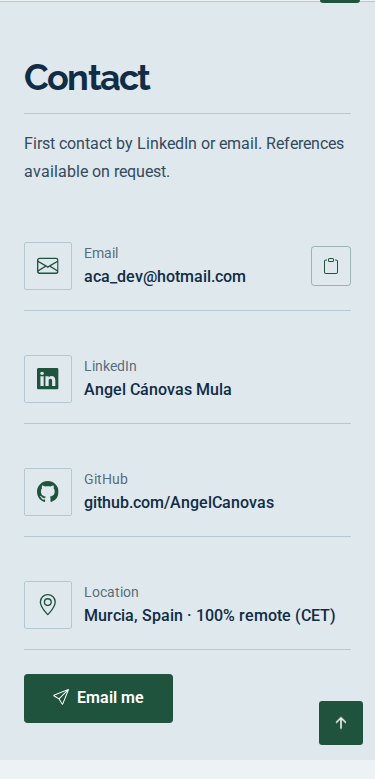 Contact
First contact by LinkedIn or email. References
available on request.
Email
aca_dev@hotmail.com
LinkedIn
Angel Cánovas Mula
GitHub
github.com/AngelCanovas
Location
Murcia, Spain · 100% remote (CET)
Email me